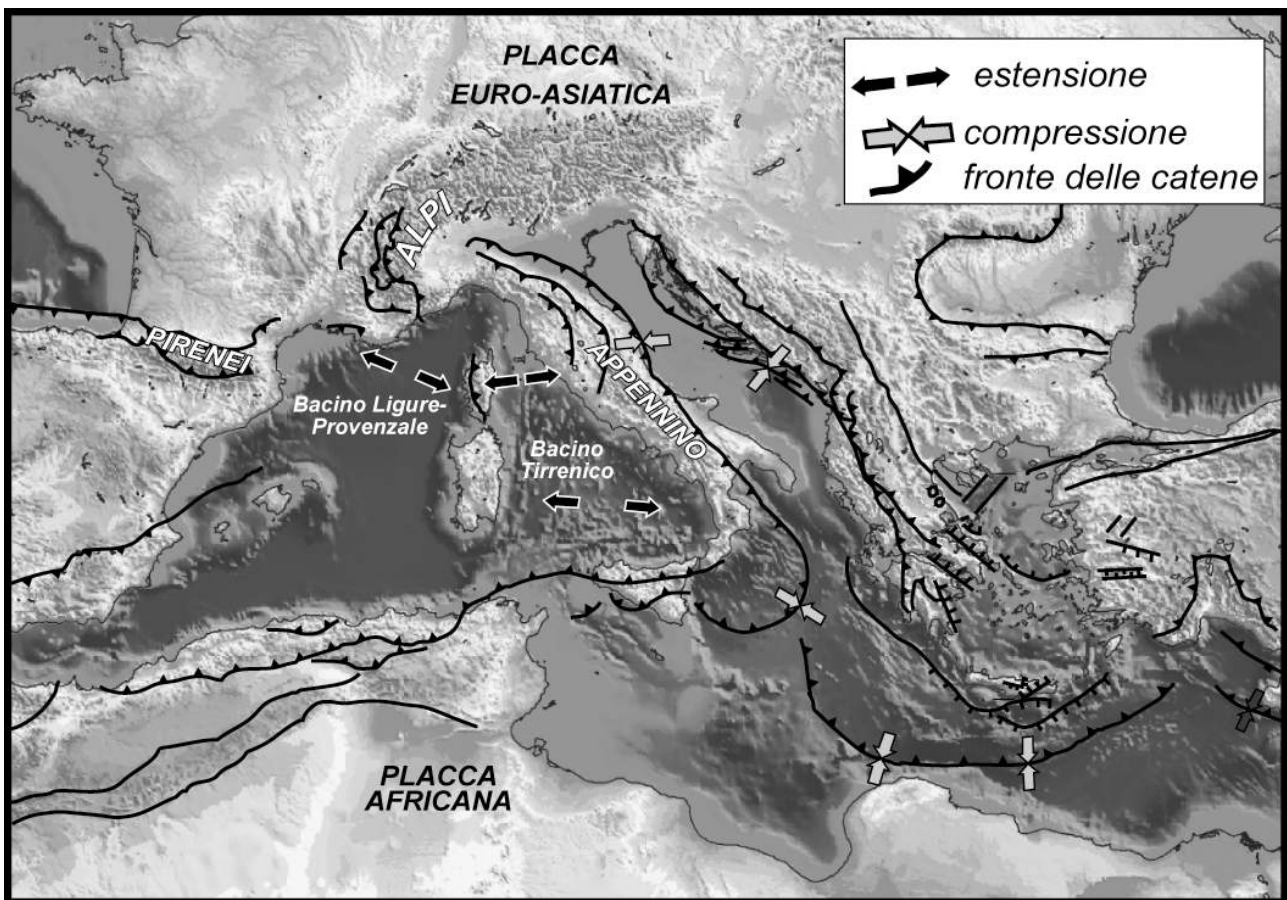 PLACCA
EURO-ASIATICA
estensione
compressione
fronte delle catene
ALPI
PIRENEI
APPENNINO
Bacino Ligure-
Provenzale
Bacino
Tirrenico
PLACCA
AFRICANA